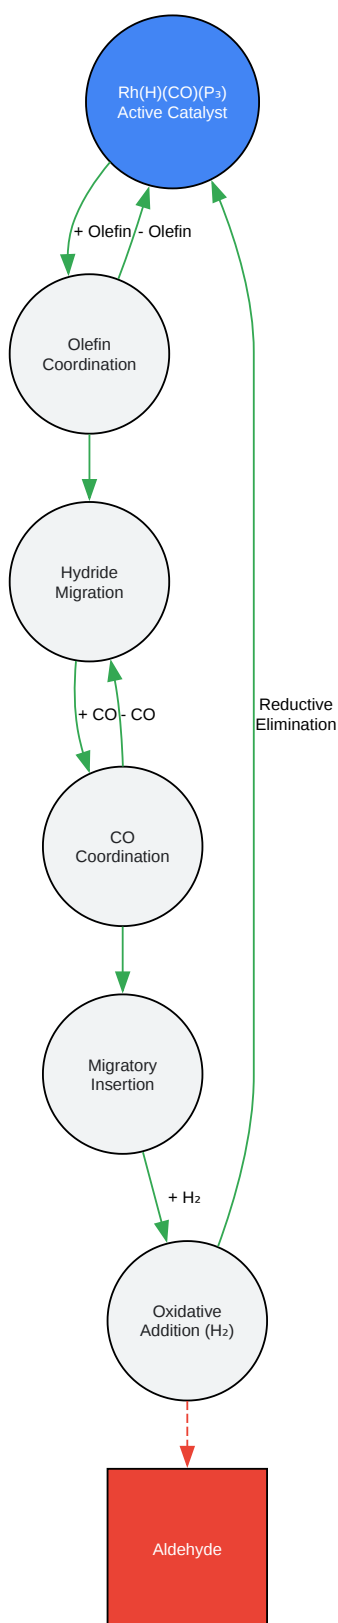 Rh(H)(CO)(P₃)
Active Catalyst
+ Olefin
- Olefin
Olefin
Coordination
Hydride
Migration
+ CO
- CO
Reductive
Elimination
CO
Coordination
Migratory
Insertion
+ H₂
Oxidative
Addition (H₂)
Aldehyde